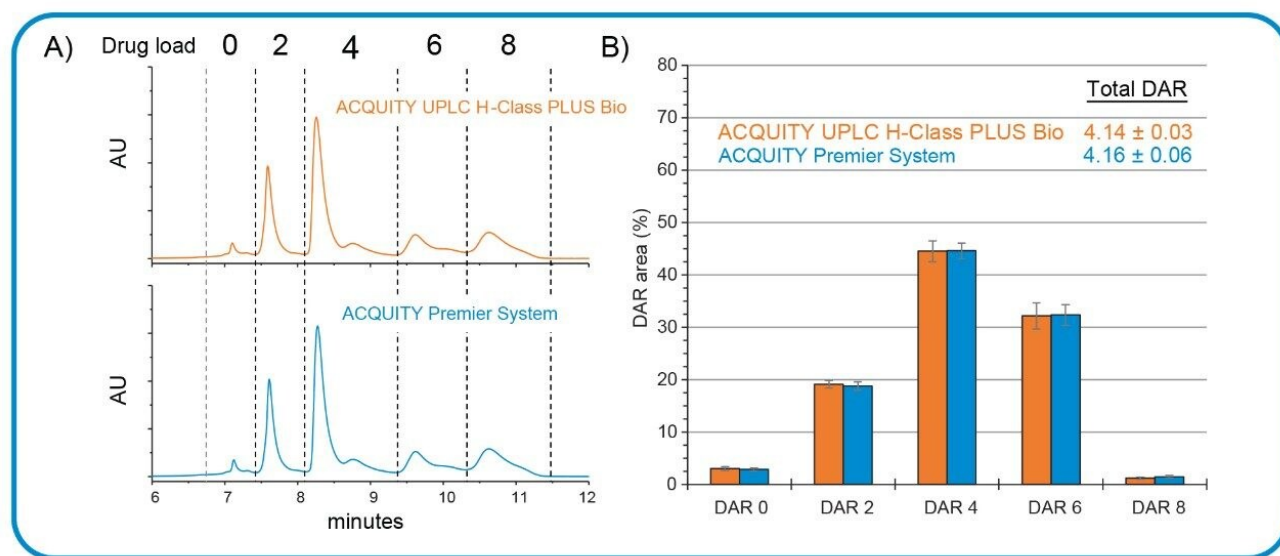 A) Drug load 0 2 4 6 8
ACQUITY UPLC H-Class PLUS Bio
AU
ACQUITY Premier System
AU
6 7 8 9 10 11 12
minutes
B)
80
70
60
50
40
30
20
10
0
DAR area (%)
Total DAR
ACQUITY UPLC H-Class PLUS Bio 4.14 ± 0.03
ACQUITY Premier System 4.16 ± 0.06
DAR 0 DAR 2 DAR 4 DAR 6 DAR 8